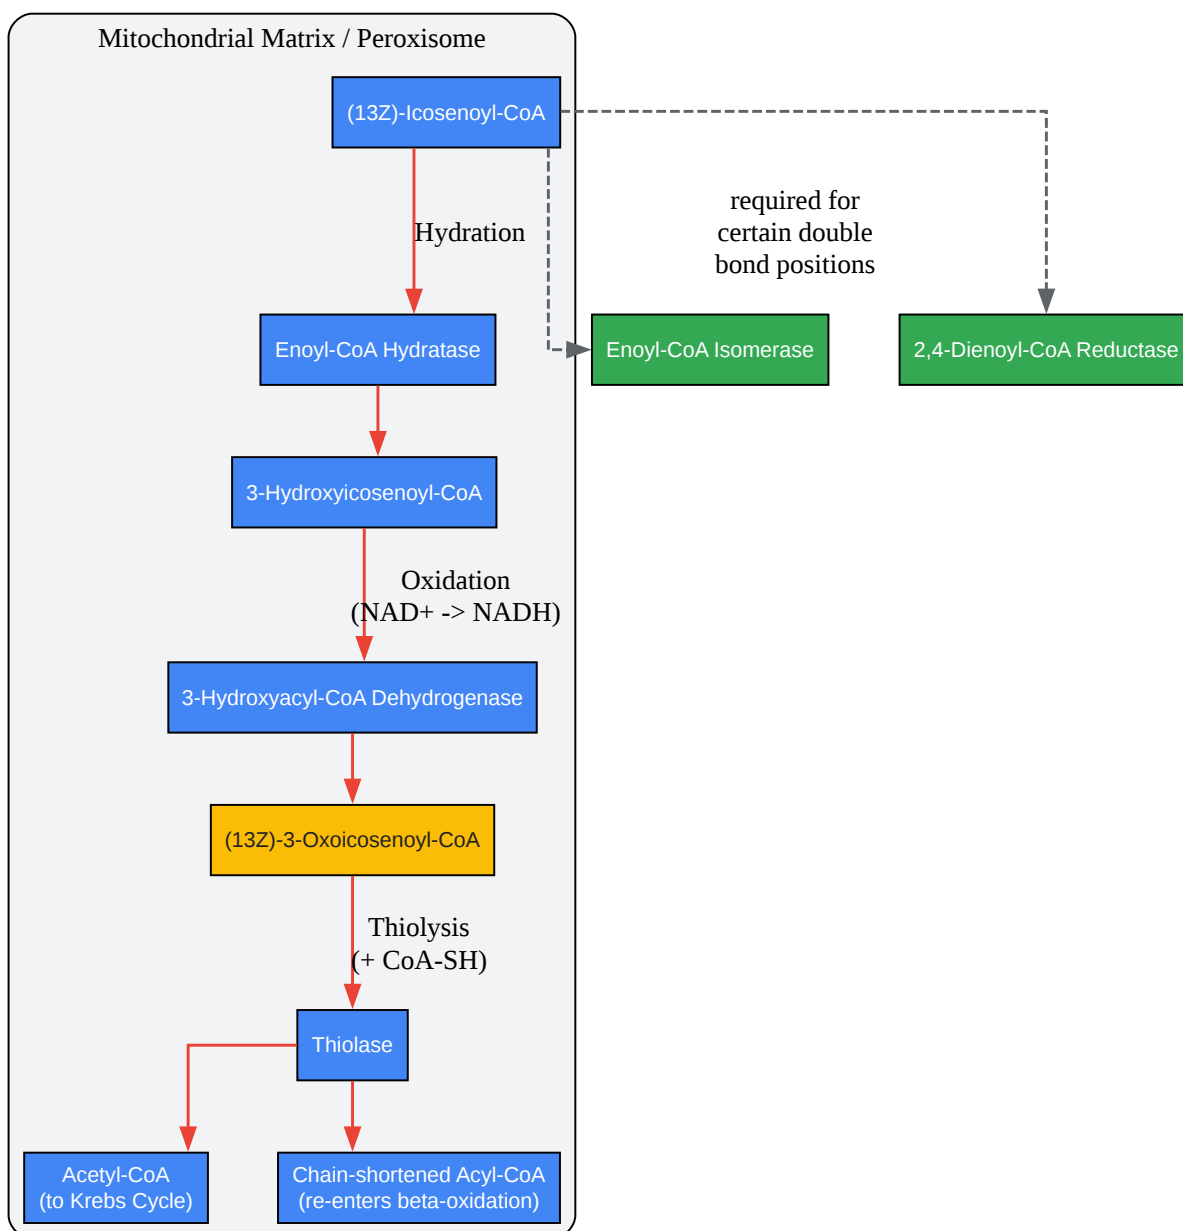 Mitochondrial Matrix / Peroxisome
(13Z)-Icosenoyl-CoA
Hydration
required for
certain double
bond positions
Enoyl-CoA Hydratase
Enoyl-CoA Isomerase
2,4-Dienoyl-CoA Reductase
3-Hydroxyicosenoyl-CoA
Oxidation
(NAD+ -> NADH)
3-Hydroxyacyl-CoA Dehydrogenase
(13Z)-3-Oxoicosenoyl-CoA
Thiolysis
(+ CoA-SH)
Thiolase
Acetyl-CoA
(to Krebs Cycle)
Chain-shortened Acyl-CoA
(re-enters beta-oxidation)